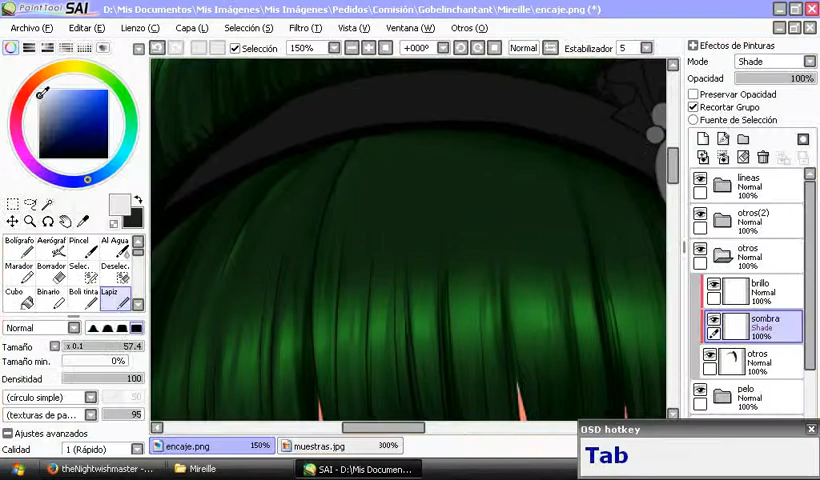 PaintTool SAI D:\Mis Documentos\Mis Imágenes\Mis Imágenes\Pedidos\Comisión\Gobelinchantant\Mireille\encaje.png (*)
Archivo (F) Editar (E) Lienzo (C) Capa (L) Selección (S) Filtro (T) Vista (V) Ventana (W) Otros (O)
Selección 150% +000° Normal Estabilizador 5
Efectos de Pinturas
Mode Shade
Opacidad 100%
Preservar Opacidad
Recortar Grupo
Fuente de Selección
líneas
Normal
100%
otros(2)
Normal
100%
otros
Normal
100%
brillo
Normal
100%
sombra
Shade
100%
otros
Normal
100%
pelo
Normal
Bolígrafo Aerógraf Pincel Al Agua
Marador Borrador Selec. Deselec.
Cubo Binario Boli tinta Lapiz
Normal
Tamaño x 0.1 57.4
Tamaño min. 0%
Densitidad 100
(círculo simple) 50
(texturas de pa... 95
Ajustes avanzados
Calidad 1 (Rápido)
encaje.png 150% muestras.jpg 300%
OSD hotkey
Tab
theNightwishmaster -... Mireille SAI - D:\Mis Documen...